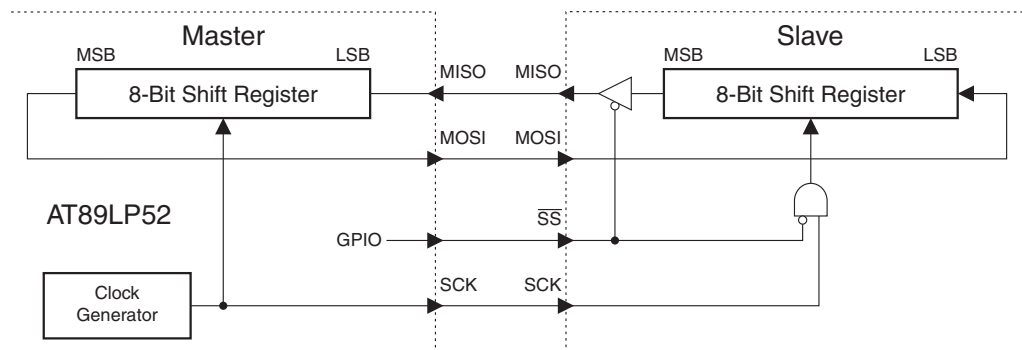 Master
Slave
MSB
LSB
MSB
LSB
MISO
MISO
8-Bit Shift Register
8-Bit Shift Register
MOSI
MOSI
AT89LP52
GPIO
S̅S̅
SCK
SCK
Clock
Generator